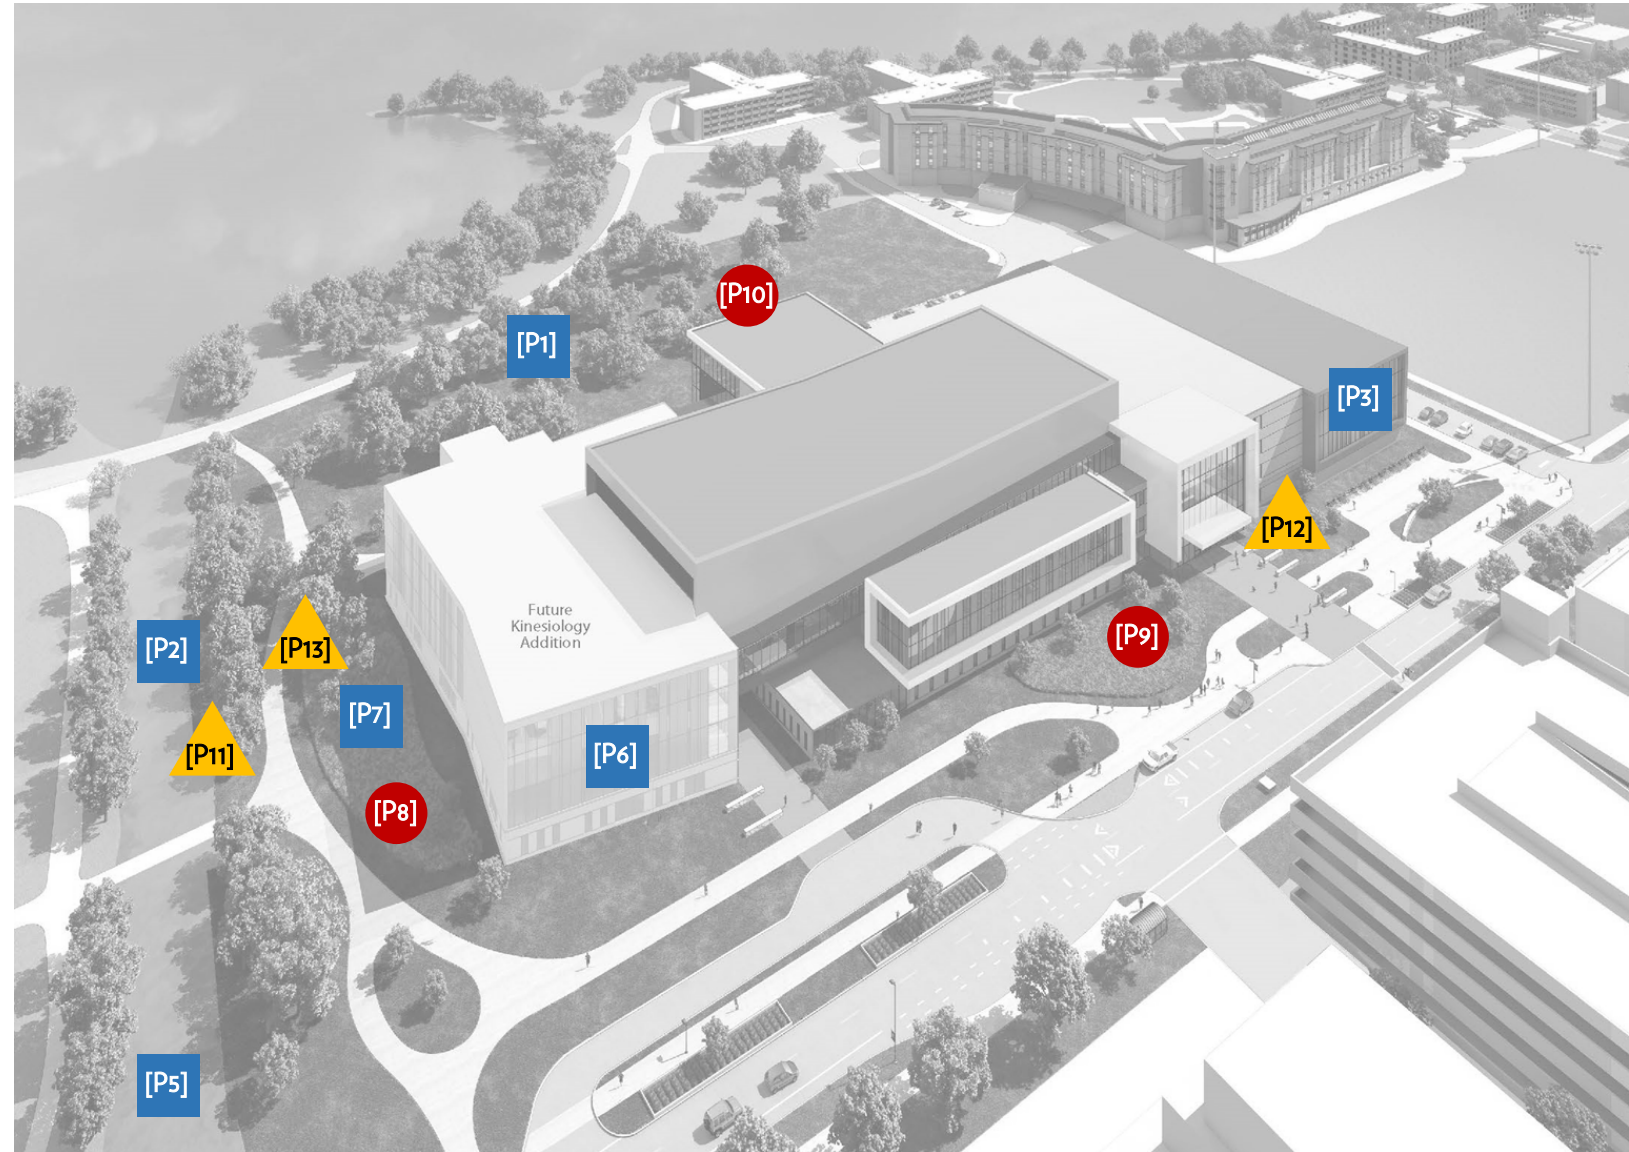 [P10]
[P1]
[P3]
[P12]
Future
Kinesiology
Addition
[P9]
[P2]
[P13]
[P7]
[P11]
[P6]
[P8]
[P5]